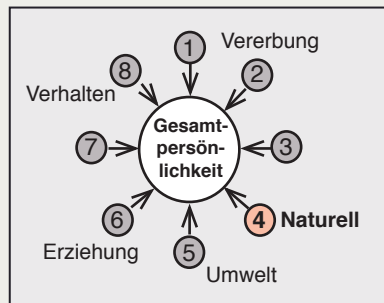 1 Vererbung
8
2
Verhalten
Gesamt-
persön-
lichkeit
7
3
6
4 Naturell
Erziehung
5
Umwelt